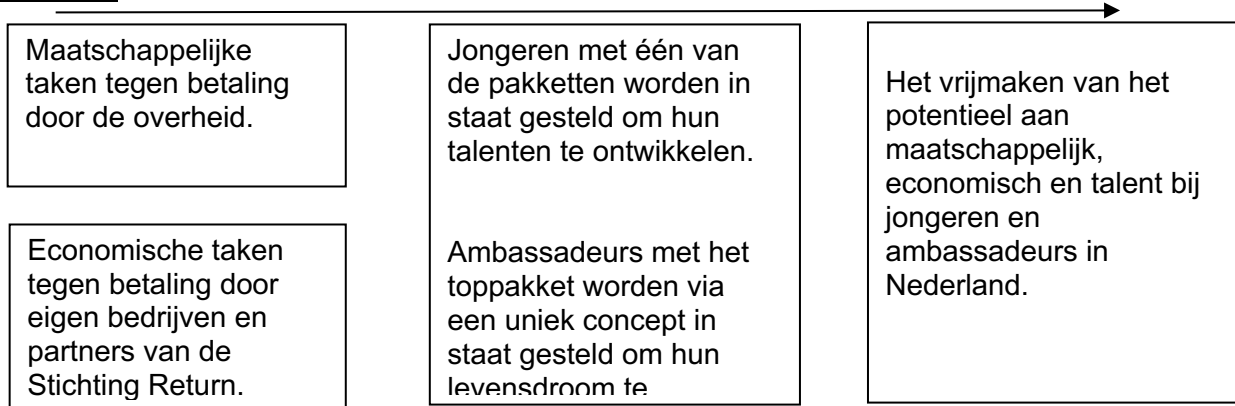 Maatschappelijke
taken tegen betaling
door de overheid.
Economische taken
tegen betaling door
eigen bedrijven en
partners van de
Stichting Return.
Jongeren met één van
de pakketten worden in
staat gesteld om hun
talenten te ontwikkelen.
Ambassadeurs met het
toppakket worden via
een uniek concept in
staat gesteld om hun
levensdroom te
Het vrijmaken van het
potentieel aan
maatschappelijk,
economisch en talent bij
jongeren en
ambassadeurs in
Nederland.